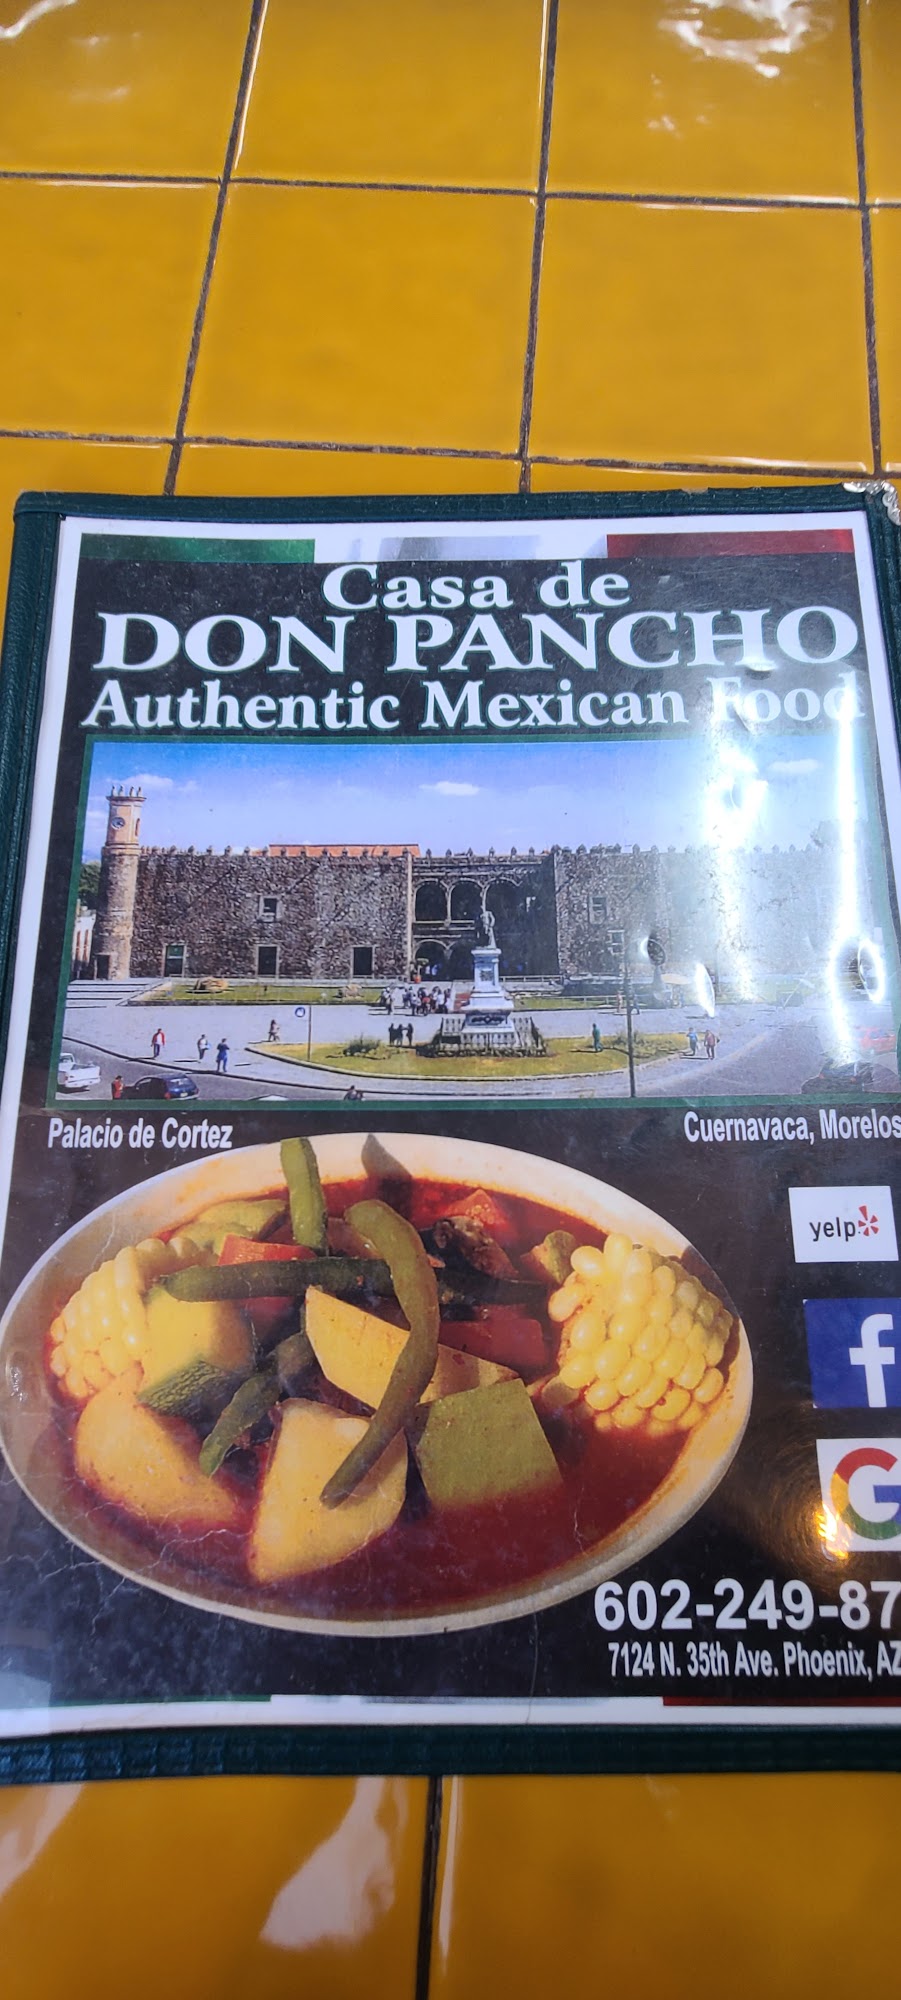 Casa de
DON PANCHO
Authentic Mexican Food
Palacio de Cortez
Cuernavaca, Morelos
yelp
f
G
602-249-87
7124 N. 35th Ave. Phoenix, AZ